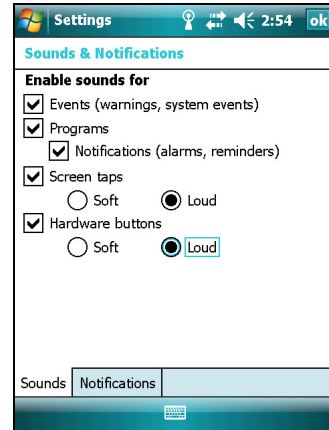 Settings 2:54 ok
Sounds & Notifications
Enable sounds for
Events (warnings, system events)
Programs
Notifications (alarms, reminders)
Screen taps
Soft Loud
Hardware buttons
Soft Loud
Sounds Notifications